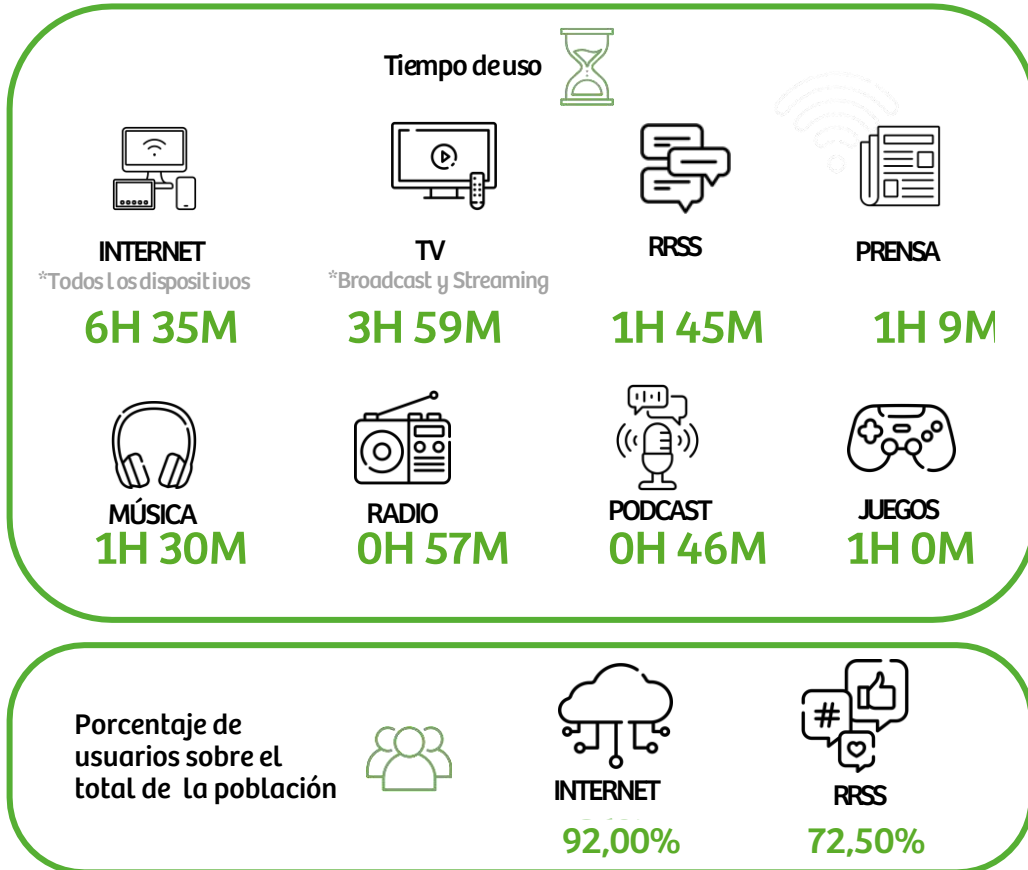 Tiempo de uso
INTERNET
*Todos los dispositivos
6H 35M
TV
*Broadcast y Streaming
3H 59M
RRSS
1H 45M
PRENSA
1H 9M
MÚSICA
1H 30M
RADIO
0H 57M
PODCAST
0H 46M
JUEGOS
1H 0M
Porcentaje de
usuarios sobre el
total de la población
INTERNET
92,00%
RRSS
72,50%